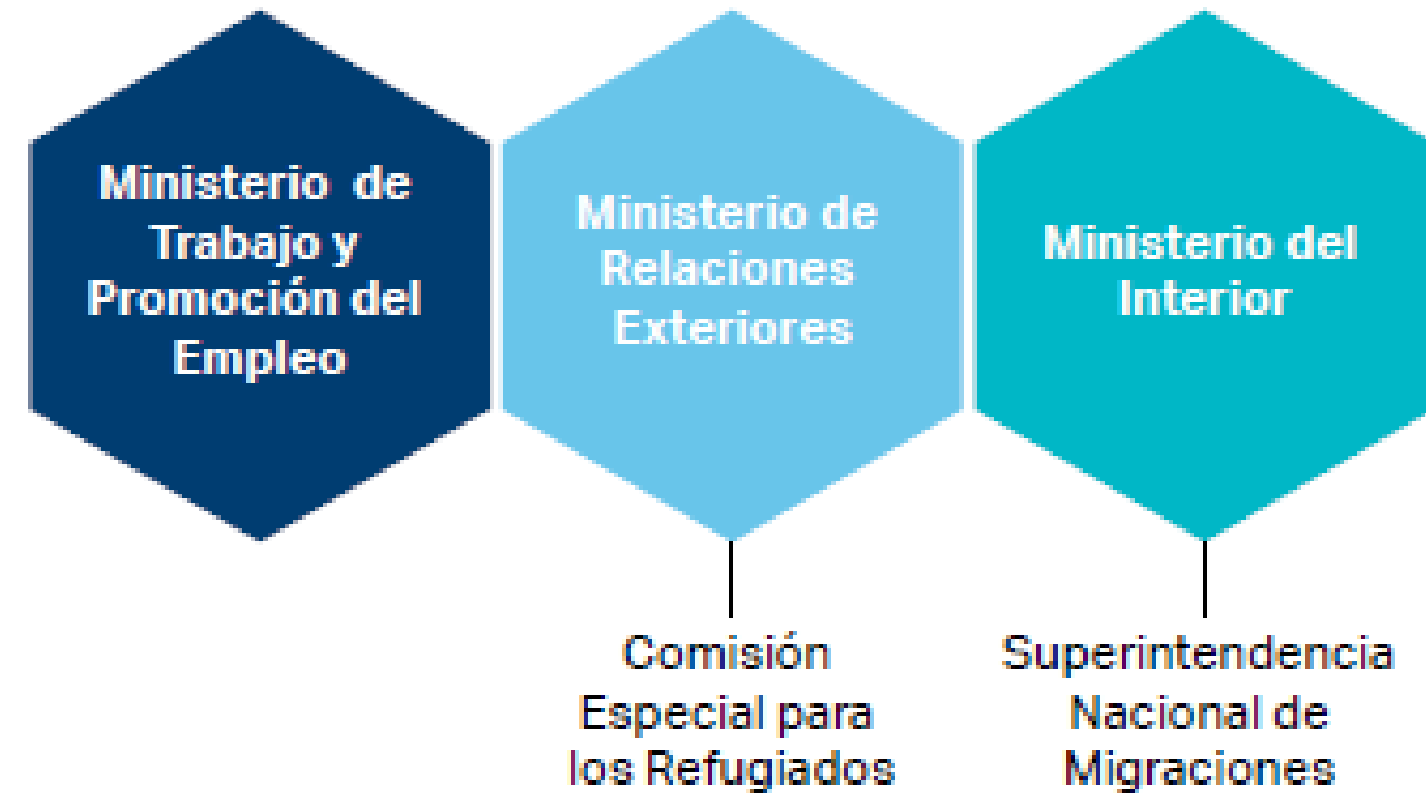 Ministerio de
Trabajo y
Promoción del
Empleo
Ministerio de
Relaciones
Exteriores
Ministerio del
Interior
Comisión
Especial para
los Refugiados
Superintendencia
Nacional de
Migraciones